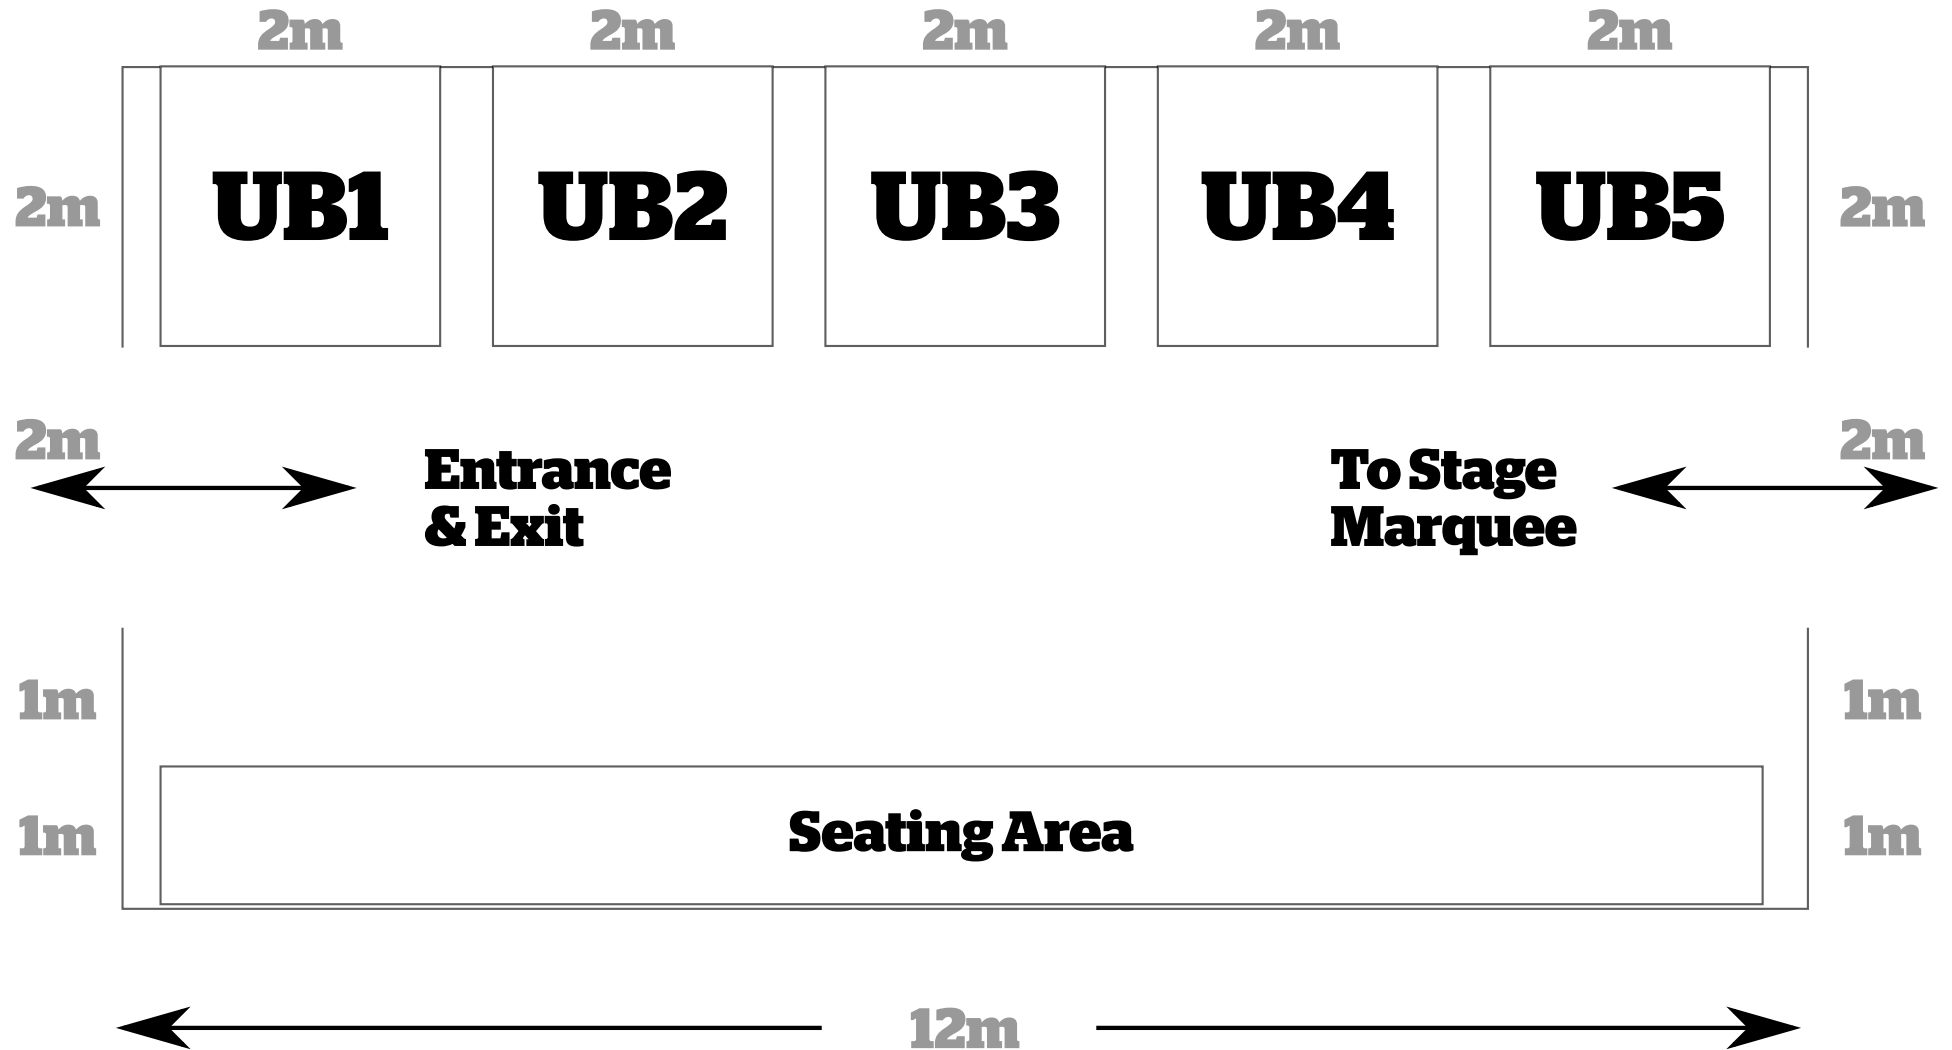 2m 2m 2m 2m 2m
2m UB1 UB2 UB3 UB4 UB5 2m
2m 2m
Entrance
& Exit
To Stage
Marquee
1m 1m
1m Seating Area 1m
12m